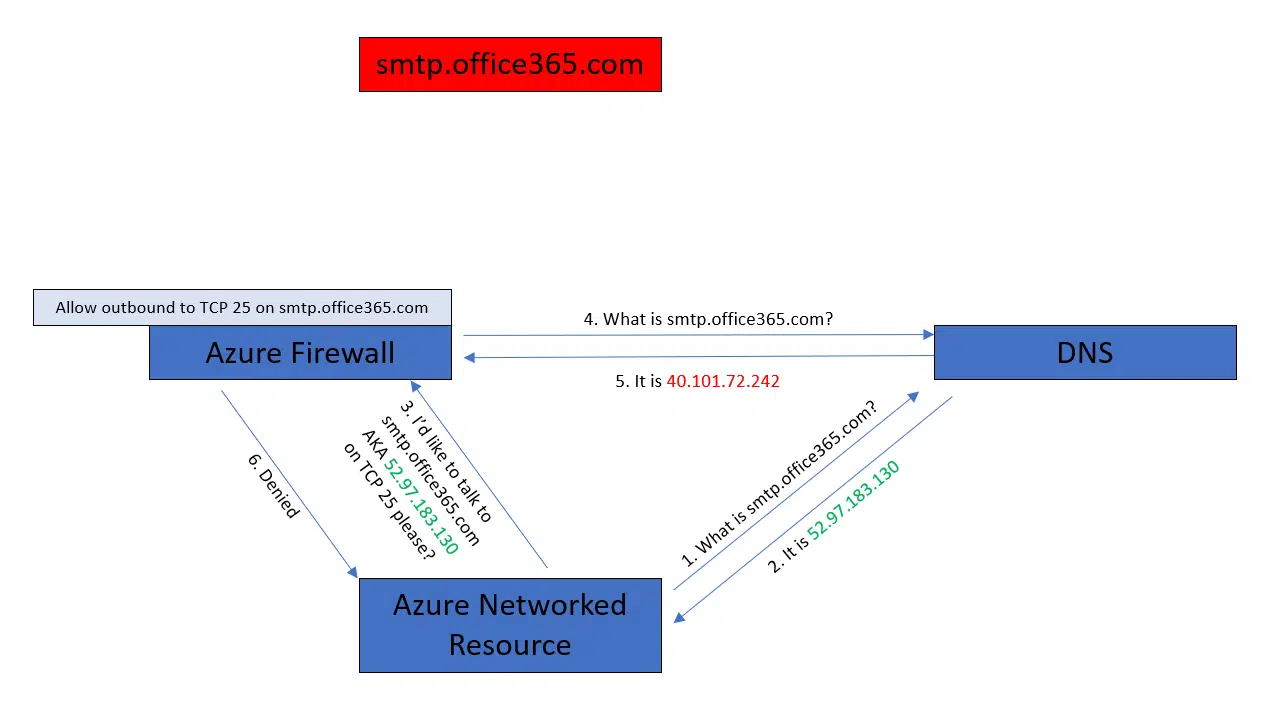 smtp.office365.com
Allow outbound to TCP 25 on smtp.office365.com
Azure Firewall
4. What is smtp.office365.com?
5. It is 40.101.72.242
DNS
3. I'd like to talk to
smtp.office365.com
AKA 52.97.183.130
on TCP 25 please?
6. Denied
1. What is smtp.office365.com?
2. It is 52.97.183.130
Azure Networked
Resource